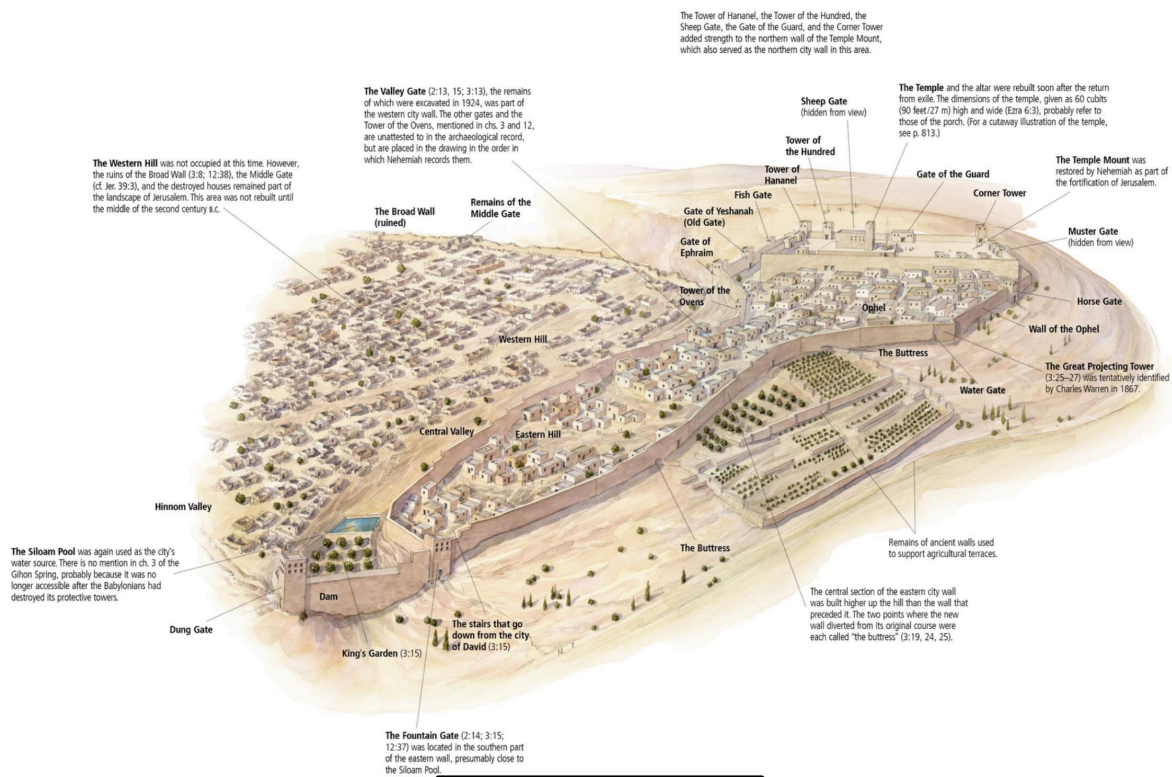 The Tower of Hananel, the Tower of the Hundred, the
Sheep Gate, the Gate of the Guard, and the Corner Tower
added strength to the northern wall of the Temple Mount,
which also served as the northern city wall in this area.
The Valley Gate (2:13, 15; 3:13), the remains
of which were excavated in 1924, was part of
the western city wall. The other gates and the
Tower of the Ovens, mentioned in chs. 3 and 12,
are unattested to in the archaeological record,
but are placed in the drawing in the order in
which Nehemiah records them.
Sheep Gate
(hidden from view)
The Temple and the altar were rebuilt soon after the return
from exile. The dimensions of the temple, given as 60 cubits
(90 feet/27 m) high and wide (Ezra 6:3), probably refer to
those of the porch. (For a cutaway illustration of the temple,
see p. 813.)
The Western Hill was not occupied at this time. However,
the ruins of the Broad Wall (3:8; 12:38), the Middle Gate
(cf. Jer. 39:3), and the destroyed houses remained part of
the landscape of Jerusalem. This area was not rebuilt until
the middle of the second century B.C.
Tower of
the Hundred
Tower of
Hananel
Gate of the Guard
The Temple Mount was
restored by Nehemiah as part of
the fortification of Jerusalem.
Corner Tower
Fish Gate
The Broad Wall
(ruined)
Remains of the
Middle Gate
Gate of Yeshanah
(Old Gate)
Muster Gate
(hidden from view)
Gate of
Ephraim
Tower of the
Ovens
Ophel
Horse Gate
Wall of the Ophel
Western Hill
The Buttress
The Great Projecting Tower
(3:25–27) was tentatively identified
by Charles Warren in 1867.
Water Gate
Central Valley
Eastern Hill
Hinnom Valley
The Siloam Pool was again used as the city's
water source. There is no mention in ch. 3 of the
Gihon Spring, probably because it was no
longer accessible after the Babylonians had
destroyed its protective towers.
The Buttress
Remains of ancient walls used
to support agricultural terraces.
Dam
Dung Gate
The stairs that go
down from the city
of David (3:15)
King's Garden (3:15)
The central section of the eastern city wall
was built higher up the hill than the wall that
preceded it. The two points where the new
wall diverted from its original course were
each called "the buttress" (3:19, 24, 25).
The Fountain Gate (2:14; 3:15;
12:37) was located in the southern part
of the eastern wall, presumably close to
the Siloam Pool.